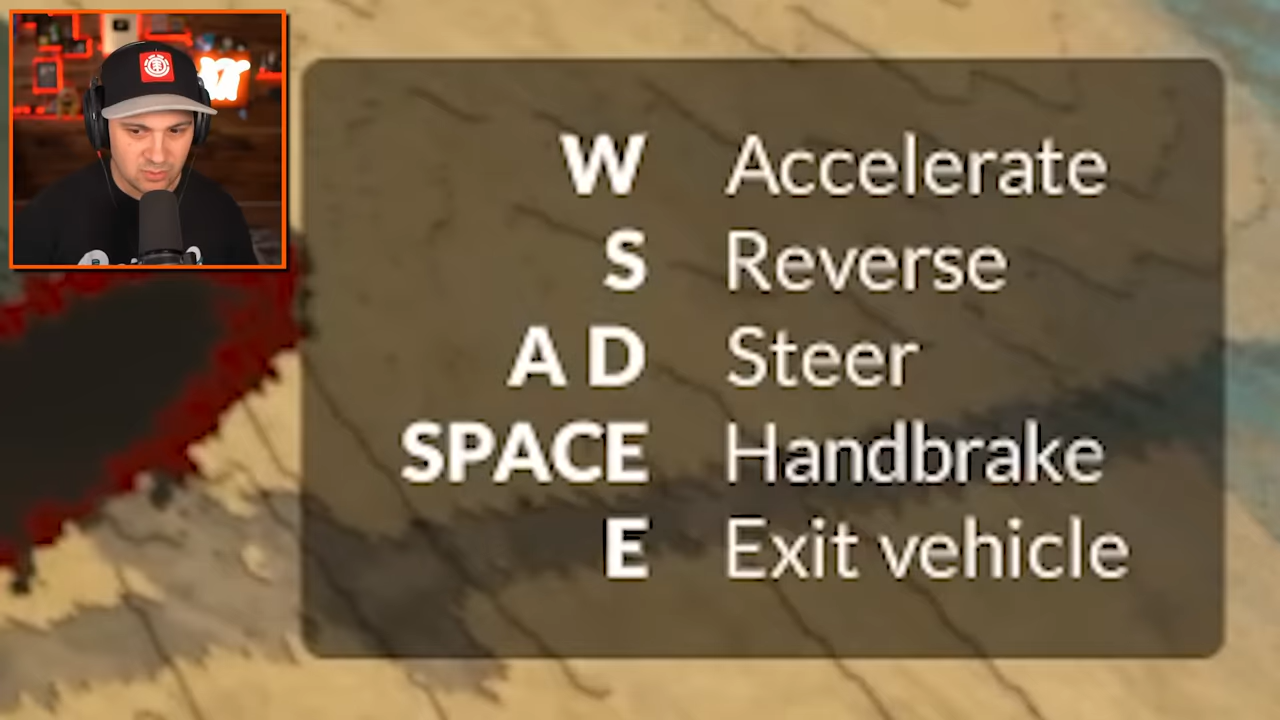 W Accelerate
S Reverse
A D Steer
SPACE Handbrake
E Exit vehicle